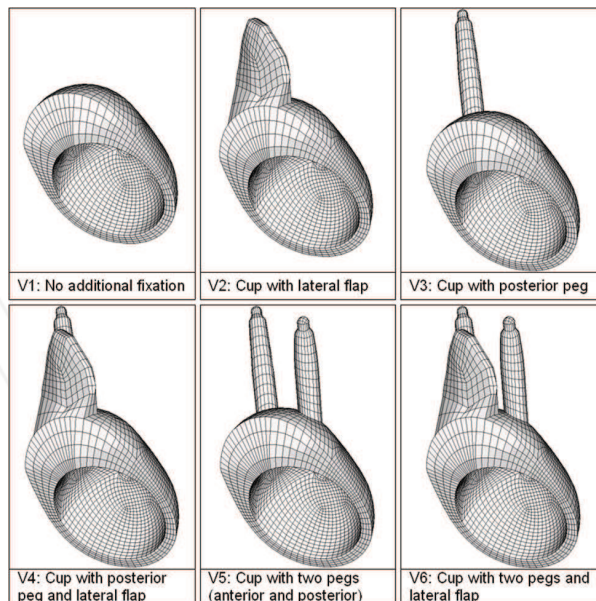 V1: No additional fixation
V2: Cup with lateral flap
V3: Cup with posterior peg
V4: Cup with posterior
peg and lateral flap
V5: Cup with two pegs
(anterior and posterior)
V6: Cup with two pegs and
lateral flap